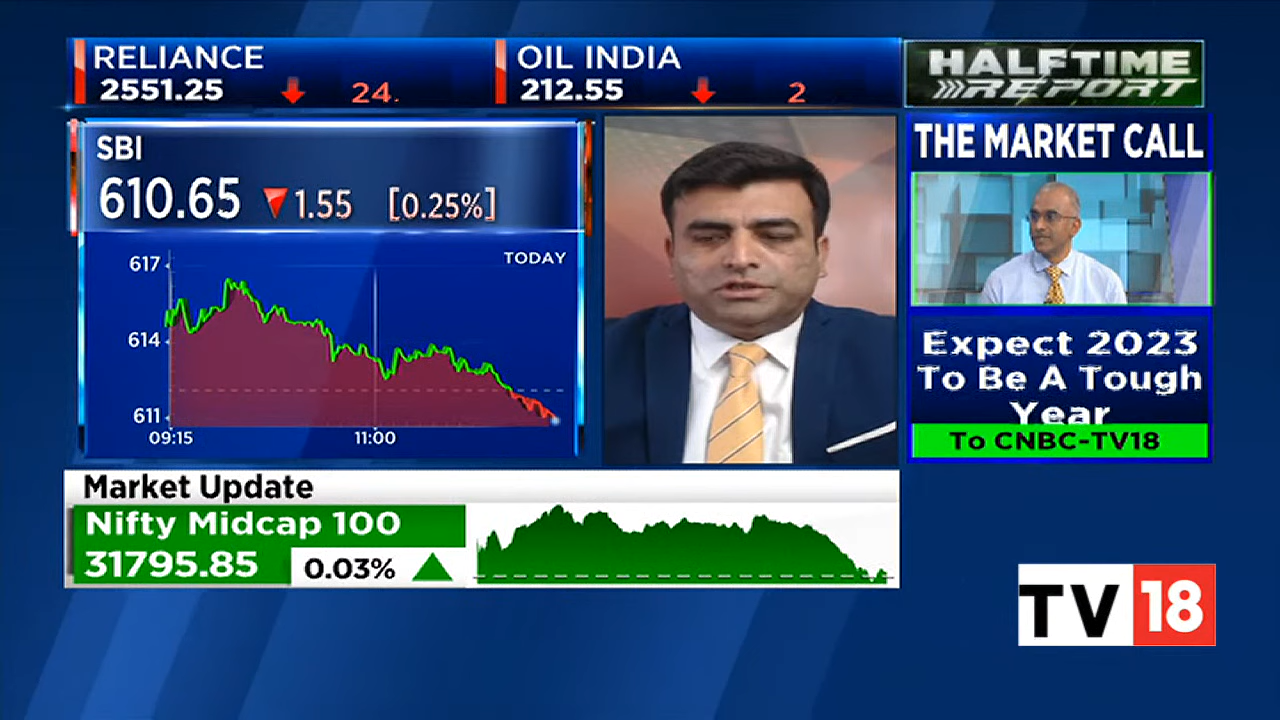 RELIANCE
2551.25 24.
OIL INDIA
212.55 2
HALFTIME
REPORT
SBI
610.65 1.55 [0.25%]
TODAY
617
614
611
09:15 11:00
THE MARKET CALL
Expect 2023
To Be A Tough
Year
To CNBC-TV18
Market Update
Nifty Midcap 100
31795.85 0.03%
TV18